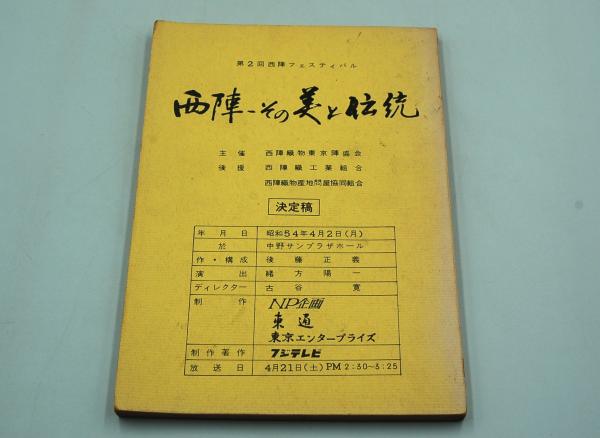 第2回西陣フェスティバル
西陣-その美と伝統
主催 西陣織物東京陣協会
後援 西陣織工業組合
西陣織物産地問屋協同組合
決定稿
年月日 昭和54年4月2日(月)
於 中野サンプラザホール
作・構成 後藤正義
演出 緒方陽一
ディレクター 古谷寛
制作 NP企画
東通
東京エンタープライズ
制作著作 フジテレビ
放送日 4月21日(土)PM2:30~3:25